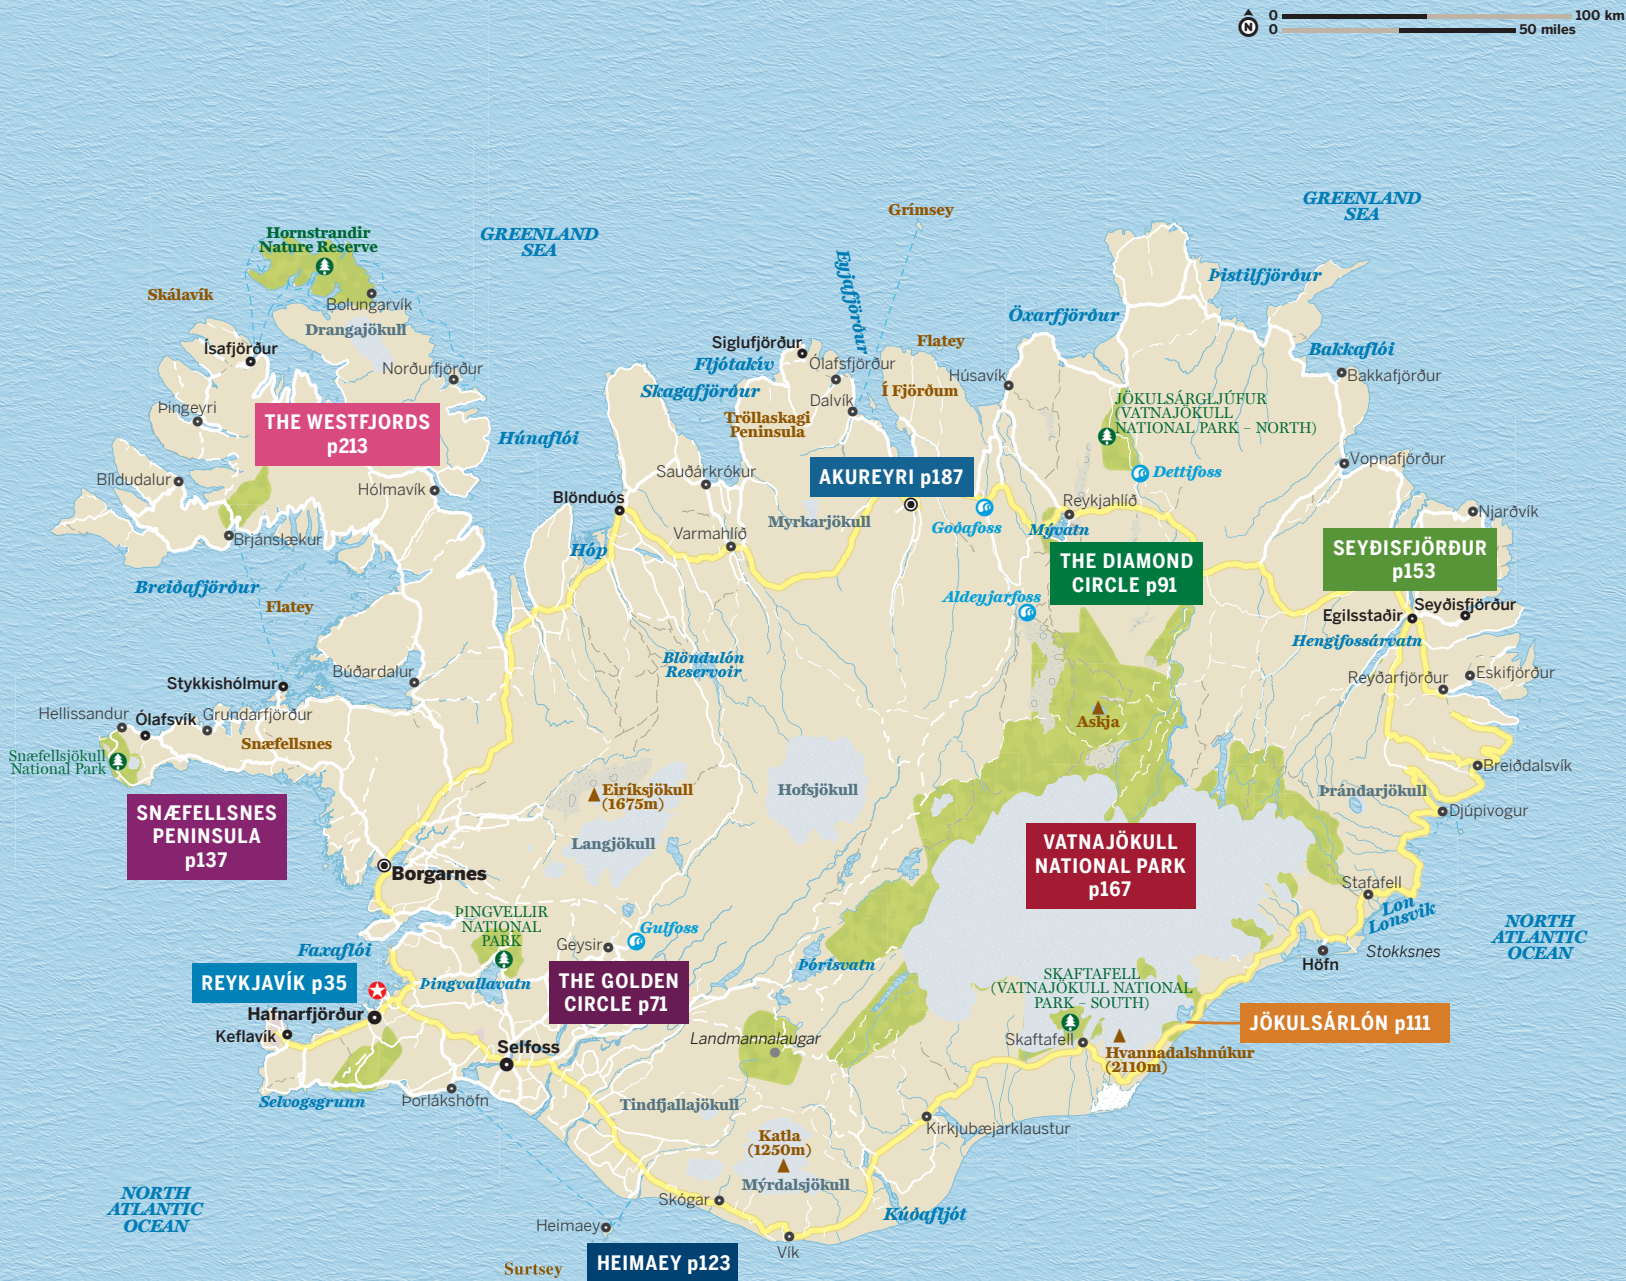 0
100 km
N
0
50 miles
GREENLAND
SEA
Grímsey
Hornstrandir
Nature Reserve
GREENLAND
SEA
Eyjafjörður
Þistilfjörður
Skálavík
Bolungarvík
Drangajökull
Öxarfjörður
Ísafjörður
Siglufjörður
Flatey
Bakkaflói
Norðurfjörður
Fljótakív
Ólafsfjörður
Húsavík
Bakkafjörður
Skagafjörður
Í Fjörðum
Þingeyri
Dalvík
JÖKULSÁRGLJÚFUR
(VATNAJÖKULL
NATIONAL PARK – NORTH)
THE WESTFJORDS
p213
Tröllaskagi
Peninsula
Húnaflói
Vopnafjörður
Bíldudalur
Sauðárkrókur
AKUREYRI p187
Dettifoss
Hólmavík
Blönduós
Reykjahlíð
Njarðvík
Myrkarjökull
Goðafoss
Mývatn
Brjánslækur
Varmahlíð
Hóp
SEYÐISFJÖRÐUR
p153
THE DIAMOND
CIRCLE p91
Breiðafjörður
Flatey
Aldeyjarfoss
Seyðisfjörður
Egilsstaðir
Hengifossárvatn
Blöndulón
Reservoir
Búðardalur
Stykkishólmur
Reyðarfjörður
Eskifjörður
Hellissandur
Ólafsvík
Grundarfjörður
Askja
Snæfellsnes
Snæfellsjökull
National Park
Breiðdalsvík
Eiríksjökull
(1675m)
Hofsjökull
Þrándarjökull
Djúpivogur
SNÆFELLSNES
PENINSULA
p137
Langjökull
VATNAJÖKULL
NATIONAL PARK
p167
Borgarnes
Stafafell
Lon
Lonsvik
ÞINGVELLIR
NATIONAL
PARK
Gulfoss
NORTH
ATLANTIC
OCEAN
Faxaflói
Geysir
Stokksnes
Höfn
Þórisvatn
REYKJAVÍK p35
Þingvallavatn
THE GOLDEN
CIRCLE p71
SKAFTAFELL
(VATNAJÖKULL NATIONAL
PARK – SOUTH)
Hafnarfjörður
JÖKULSÁRLÓN p111
Keflavík
Selfoss
Landmannalaugar
Skaftafell
Hvannadalshnúkur
(2110m)
Selvogsgrunn
Þorlákshöfn
Tindfjallajökull
Kirkjubæjarklaustur
Katla
(1250m)
Mýrdalsjökull
NORTH
ATLANTIC
OCEAN
Skógar
Kúðafljót
Heimaey
Vík
HEIMAEY p123
Surtsey